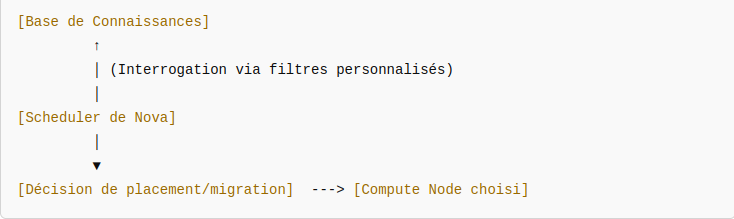 [Base de Connaissances]
↑
│ (Interrogation via filtres personnalisés)
│
[Scheduler de Nova]
│
▼
[Décision de placement/migration]  ---> [Compute Node choisi]